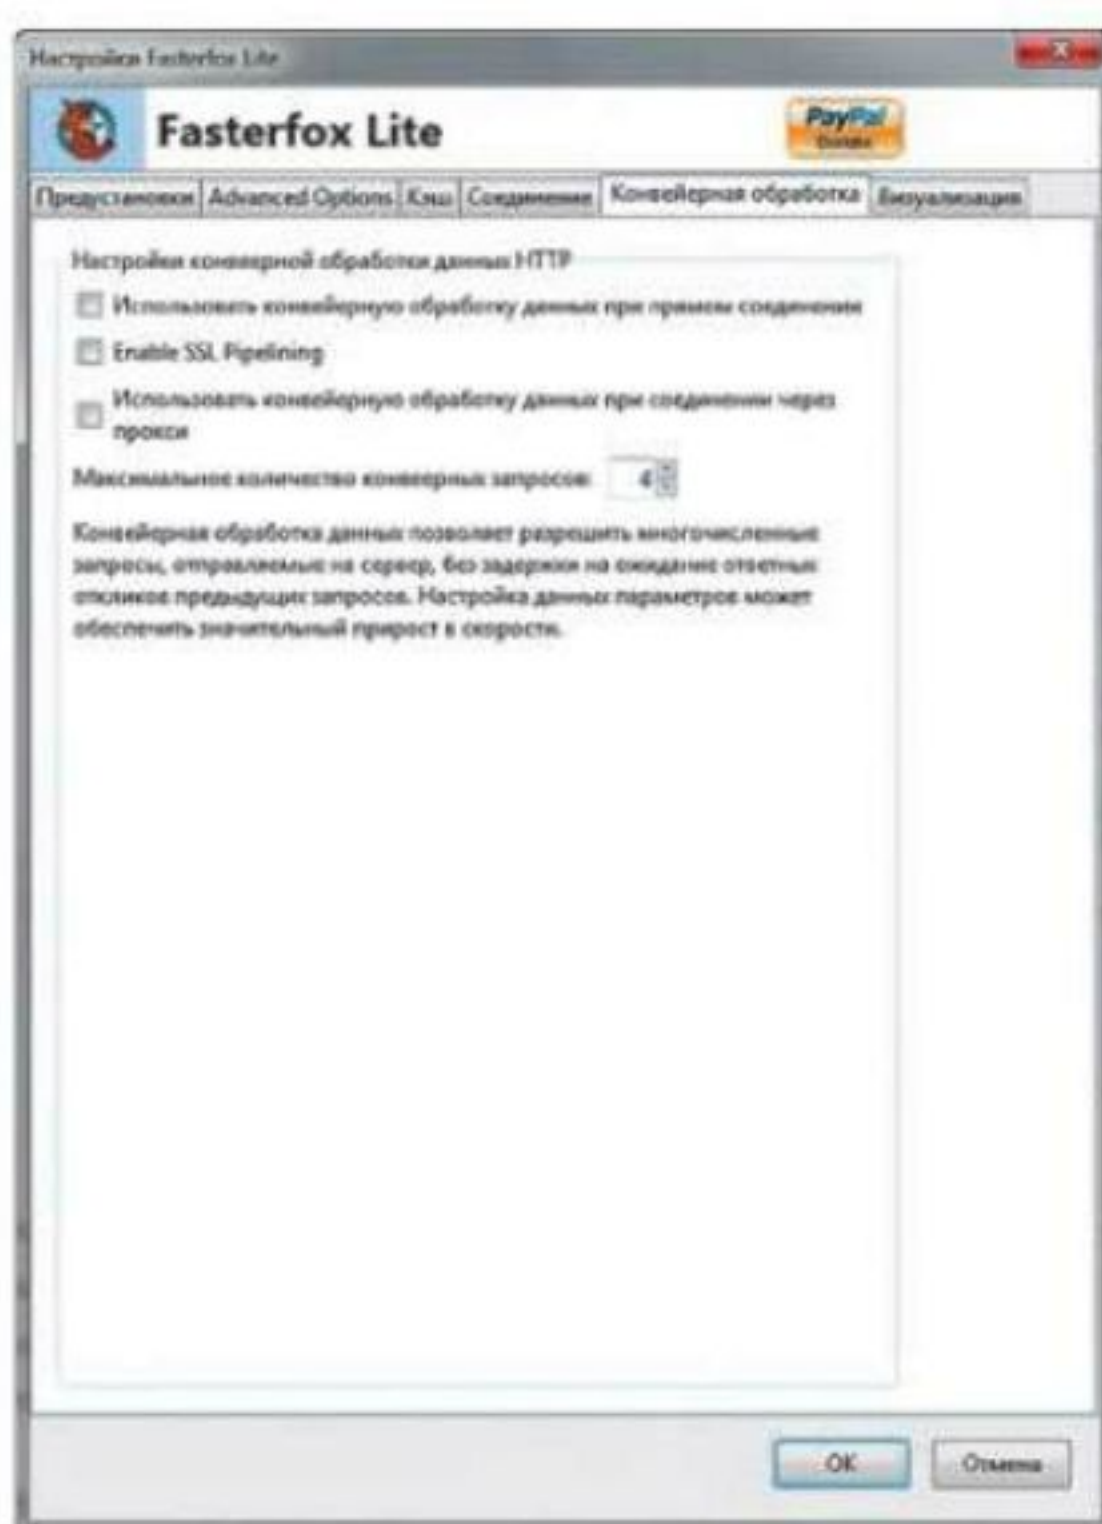 Настройки Fasterfox Lite
Fasterfox Lite
PayPal
Donate
Предустановки Advanced Options Кэш Соединение Конвейерная обработка Визуализация
Настройки конвеерной обработки данных HTTP
Использовать конвейерную обработку данных при прямом соединении
Enable SSL Pipelining
Использовать конвейерную обработку данных при соединении через
прокси
Максимальное количество конвеерных запросов: 4
Конвейерная обработка данных позволяет разрешить многочисленные
запросы, отправляемые на сервер, без задержки на ожидание ответных
откликов предыдущих запросов. Настройка данных параметров может
обеспечить значительный прирост в скорости.
OK Отмена